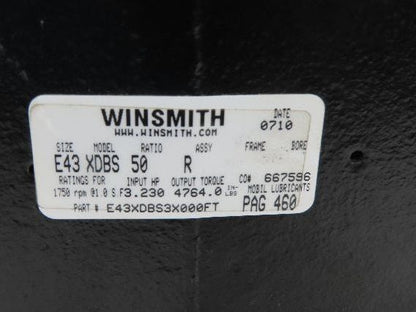 WINSMITH
WWW.WINSMITH.COM
DATE
0710
SIZE MODEL RATIO ASSY FRAME BORE
E43 XDBS 50 R
RATINGS FOR INPUT HP OUTPUT TORQUE CO# 667596
1750 rpm @1.0 S F 3.230 4764.0 IN-LBS MOBIL LUBRICANTS
PART # E43XDBS3X000FT PAG 460